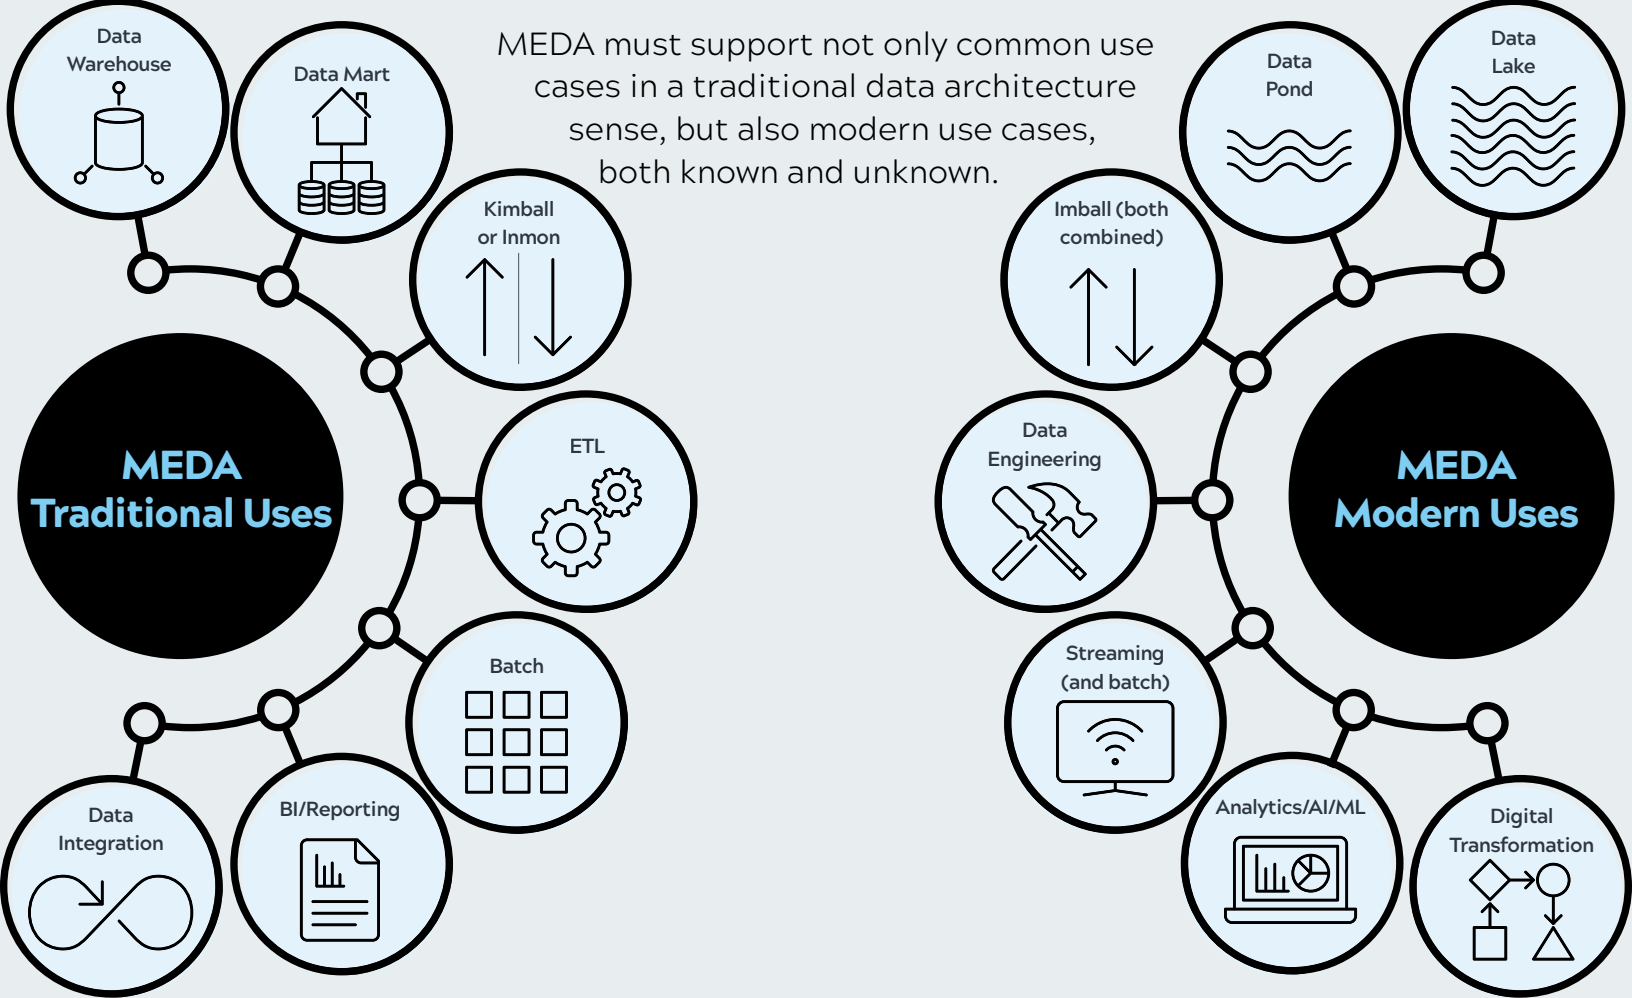 MEDA must support not only common use
cases in a traditional data architecture
sense, but also modern use cases,
both known and unknown.
Data
Warehouse
Data Mart
Kimball
or Inmon
ETL
Batch
BI/Reporting
Data
Integration
MEDA
Traditional Uses
Data
Lake
Data
Pond
Imball (both
combined)
Data
Engineering
Streaming
(and batch)
Analytics/AI/ML
Digital
Transformation
MEDA
Modern Uses